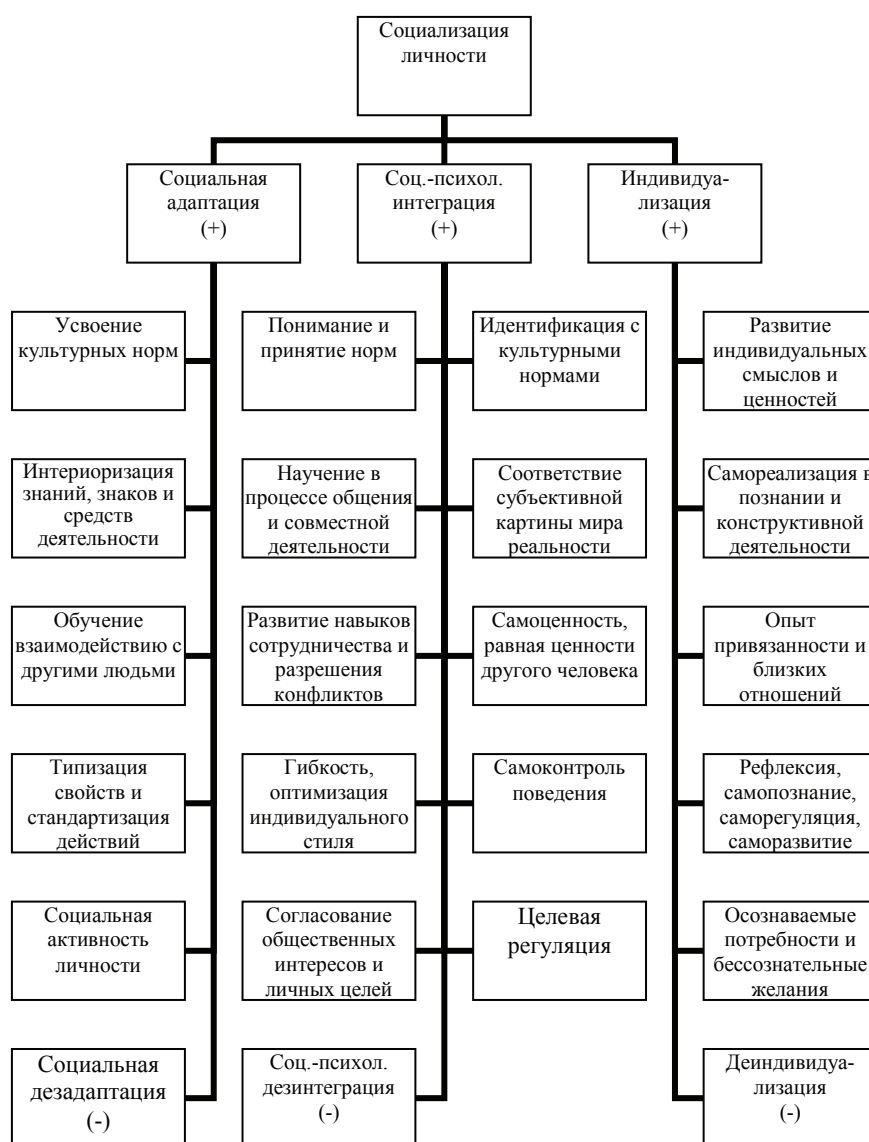 Социализация
личности
Социальная
адаптация
(+)
Соц.-психол.
интеграция
(+)
Индивидуа-
лизация
(+)
Усвоение
культурных норм
Понимание и
принятие норм
Идентификация с
культурными
нормами
Развитие
индивидуальных
смыслов и
ценностей
Интериоризация
знаний, знаков и
средств
деятельности
Научение в
процессе общения
и совместной
деятельности
Соответствие
субъективной
картины мира
реальности
Самореализация в
познании и
конструктивной
деятельности
Обучение
взаимодействию с
другими людьми
Развитие навыков
сотрудничества и
разрешения
конфликтов
Самоценность,
равная ценности
другого человека
Опыт
привязанности и
близких
отношений
Типизация
свойств и
стандартизация
действий
Гибкость,
оптимизация
индивидуального
стиля
Самоконтроль
поведения
Рефлексия,
самопознание,
саморегуляция,
саморазвитие
Социальная
активность
личности
Согласование
общественных
интересов и
личных целей
Целевая
регуляция
Осознаваемые
потребности и
бессознательные
желания
Социальная
дезадаптация
(-)
Соц.-психол.
дезинтеграция
(-)
Деиндивидуа-
лизация
(-)